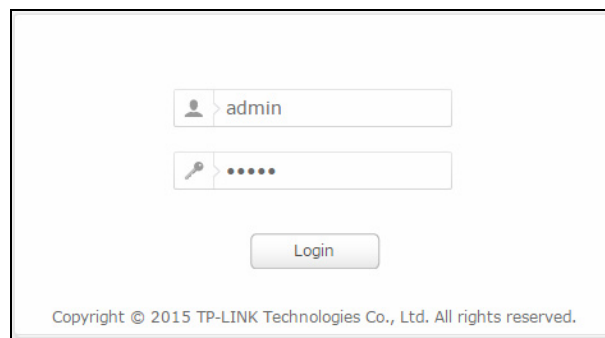 admin
•••••
Login
Copyright © 2015 TP-LINK Technologies Co., Ltd. All rights reserved.